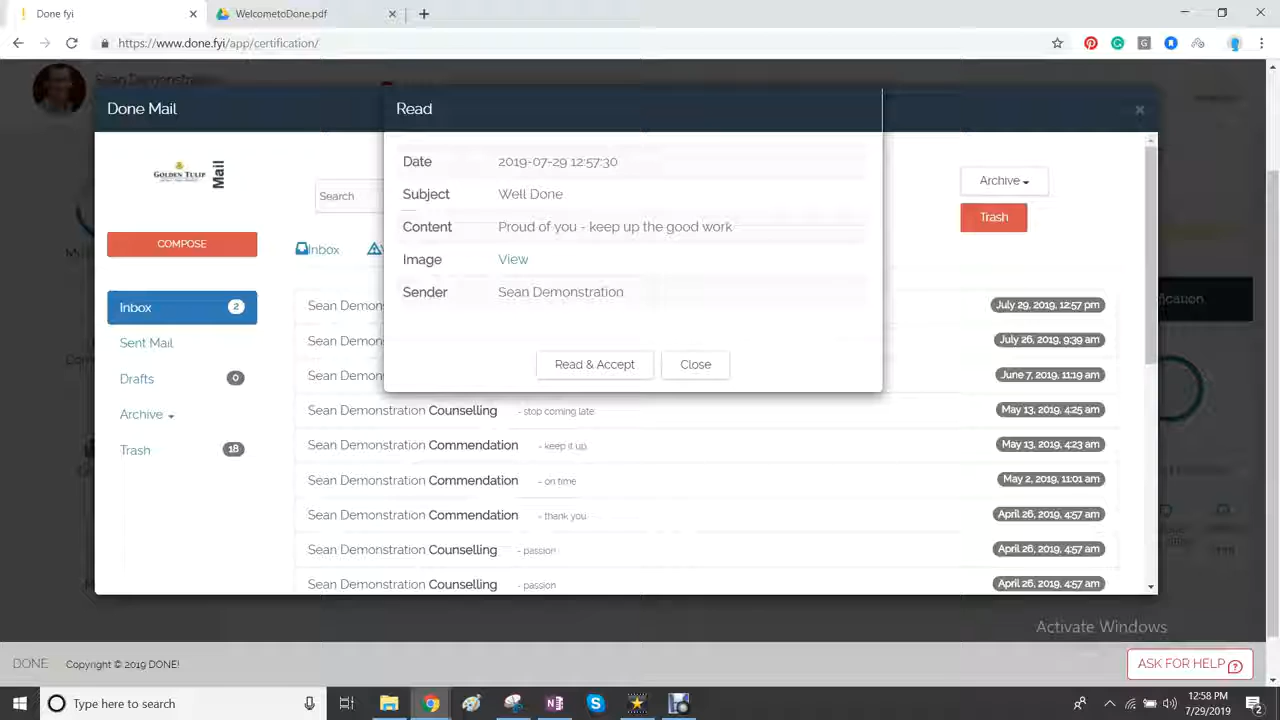 Done fyi
WelcometoDone.pdf
https://www.done.fyi/app/certification/
Sean Demonstration
Done Mail
Read
Date 2019-07-29 12:57:30
Subject Well Done
Content Proud of you - keep up the good work
Image View
Sender Sean Demonstration
Read & Accept
Close
GOLDEN TULIP
Mail
Search
Archive
Trash
COMPOSE
Inbox
Inbox 2
Sent Mail
Drafts 0
Archive
Trash 18
Sean Demons July 29, 2019, 12:57 pm
Sean Demons July 26, 2019, 9:39 am
Sean Demons June 7, 2019, 11:19 am
Sean Demonstration Counselling - stop coming late May 13, 2019, 4:25 am
Sean Demonstration Commendation - keep it up May 13, 2019, 4:23 am
Sean Demonstration Commendation - on time May 2, 2019, 11:01 am
Sean Demonstration Commendation - thank you April 26, 2019, 4:57 am
Sean Demonstration Counselling - passion April 26, 2019, 4:57 am
Sean Demonstration Counselling - passion April 26, 2019, 4:57 am
Activate Windows
DONE Copyright © 2019 DONE!
ASK FOR HELP
Type here to search
12:58 PM
7/29/2019
2